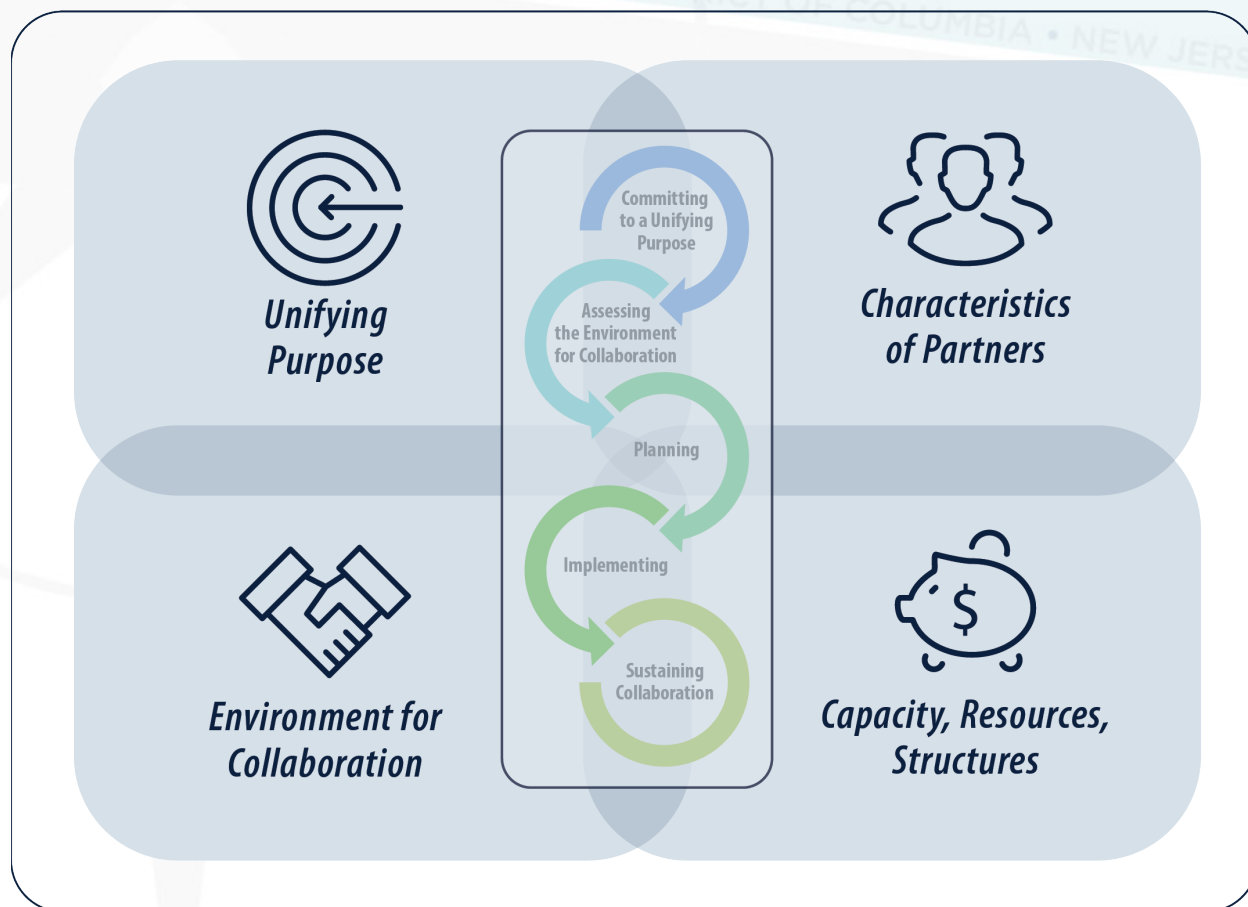 OF COLUMBIA • NEW JERS
Unifying
Purpose
Characteristics
of Partners
Committing
to a Unifying
Purpose
Assessing
the Environment
for Collaboration
Planning
Implementing
Sustaining
Collaboration
Environment for
Collaboration
$
Capacity, Resources,
Structures